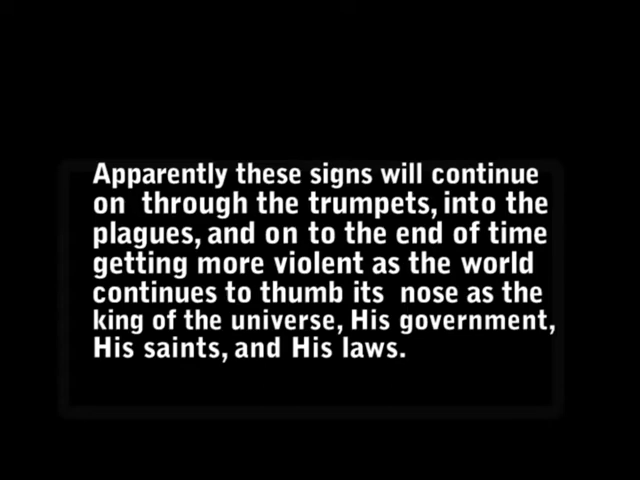 Apparently these signs will continue
on through the trumpets, into the
plagues, and on to the end of time
getting more violent as the world
continues to thumb its nose as the
king of the universe, His government,
His saints, and His laws.